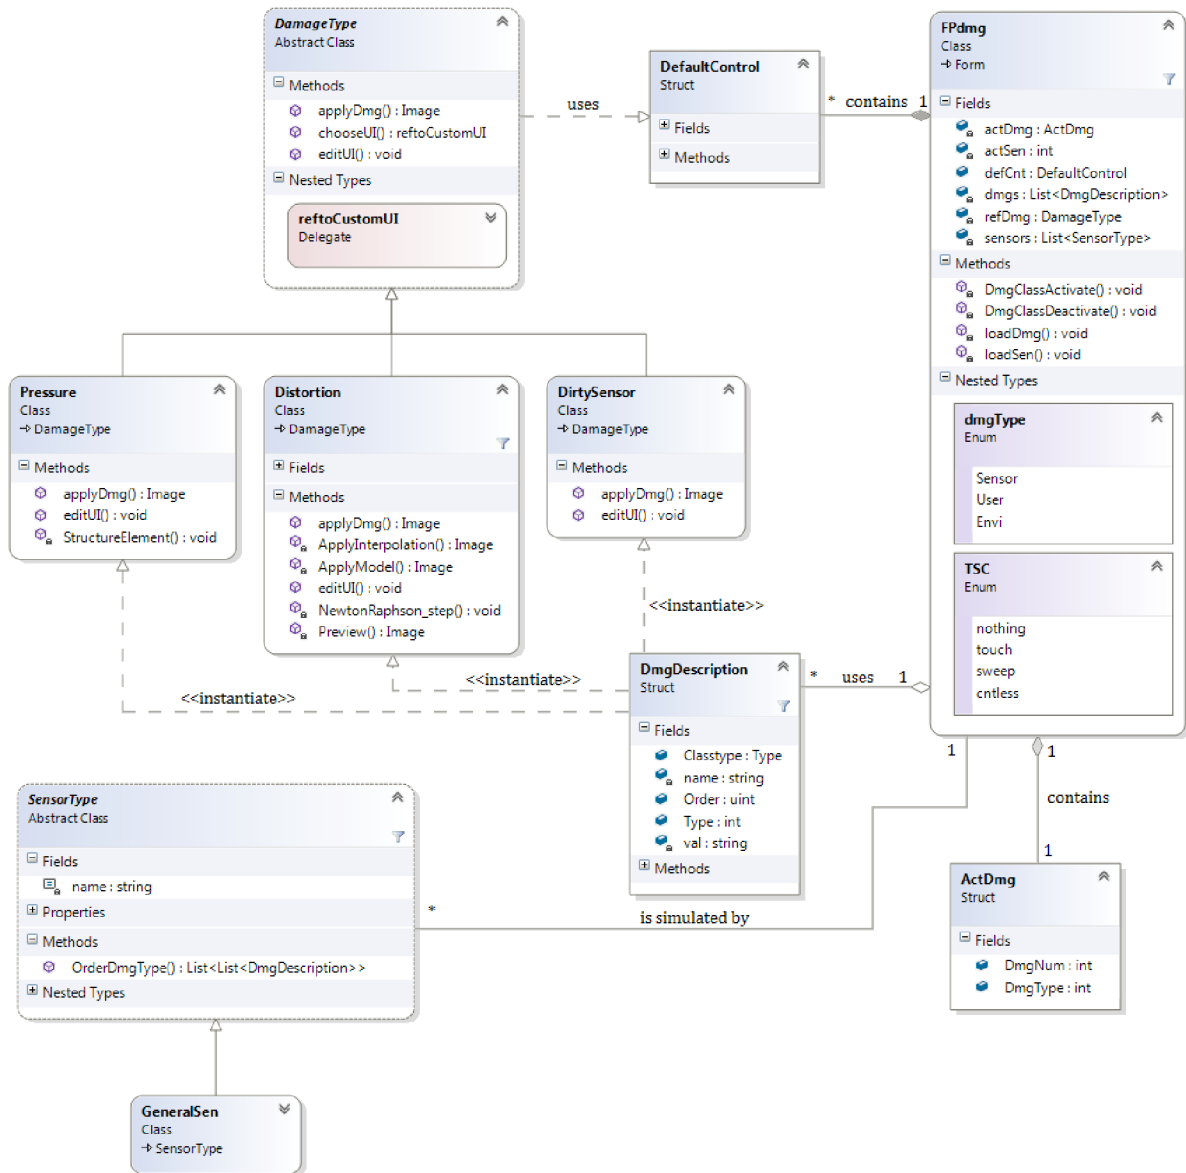 DamageType
Abstract Class
Methods
applyDmg() : Image
chooseUI() : reftoCustomUI
editUI() : void
Nested Types
reftoCustomUI
Delegate
uses
DefaultControl
Struct
Fields
Methods
* contains 1
FPdmg
Class
Form
Fields
actDmg : ActDmg
actSen : int
defCnt : DefaultControl
dmgs : List<DmgDescription>
refDmg : DamageType
sensors : List<SensorType>
Methods
DmgClassActivate() : void
DmgClassDeactivate() : void
loadDmg() : void
loadSen() : void
Nested Types
dmgType
Enum
Sensor
User
Envi
TSC
Enum
nothing
touch
sweep
cntless
Pressure
Class
DamageType
Methods
applyDmg() : Image
editUI() : void
StructureElement() : void
Distortion
Class
DamageType
Fields
Methods
applyDmg() : Image
ApplyInterpolation() : Image
ApplyModel() : Image
editUI() : void
NewtonRaphson_step() : void
Preview() : Image
DirtySensor
Class
DamageType
Methods
applyDmg() : Image
editUI() : void
<<instantiate>>
<<instantiate>>
<<instantiate>>
DmgDescription
Struct
Fields
Classtype : Type
name : string
Order : uint
Type : int
val : string
Methods
* uses 1
1
1
contains
1
ActDmg
Struct
Fields
DmgNum : int
DmgType : int
SensorType
Abstract Class
Fields
name : string
Properties
Methods
OrderDmgType() : List<List<DmgDescription>>
Nested Types
*
is simulated by
GeneralSen
Class
SensorType